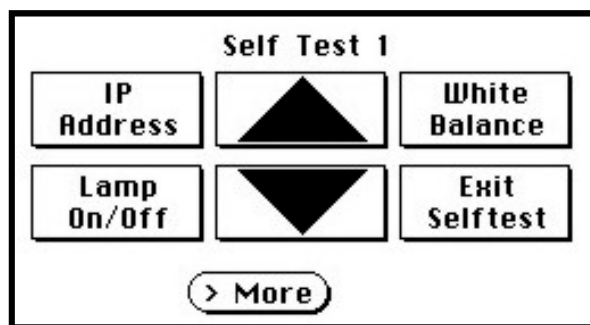 Self Test 1
IP
Address
White
Balance
Lamp
On/Off
Exit
Selftest
> More